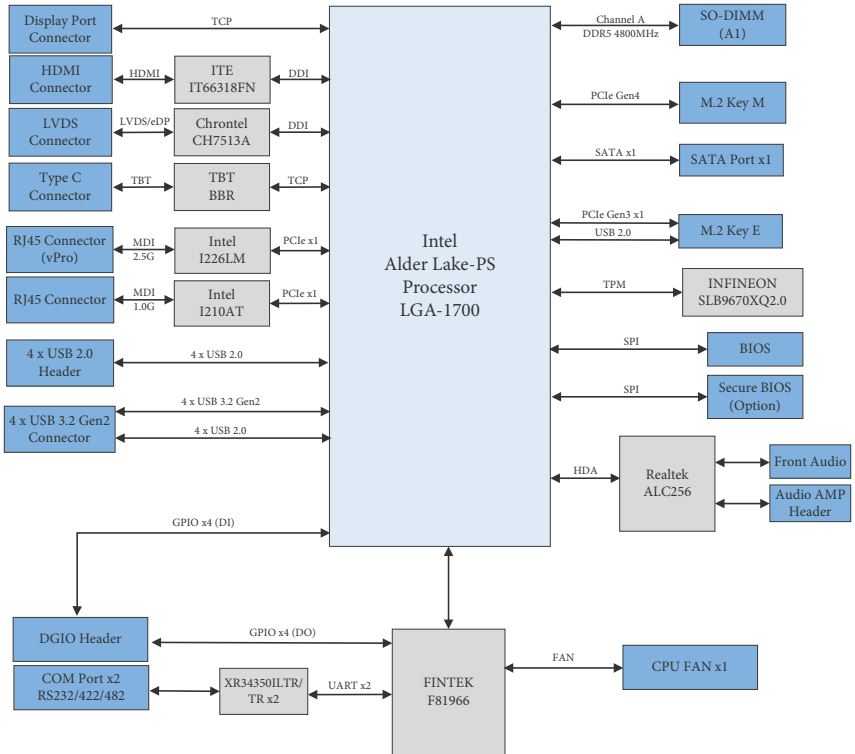 Display Port
Connector
TCP
HDMI
Connector
HDMI
ITE
IT66318FN
DDI
LVDS
Connector
LVDS/eDP
Chrontel
CH7513A
DDI
Type C
Connector
TBT
TBT
BBR
TCP
RJ45 Connector
(vPro)
MDI
2.5G
Intel
I226LM
PCIe x1
RJ45 Connector
MDI
1.0G
Intel
I210AT
PCIe x1
4 x USB 2.0
Header
4 x USB 2.0
4 x USB 3.2 Gen2
Connector
4 x USB 3.2 Gen2
4 x USB 2.0
Intel
Alder Lake-PS
Processor
LGA-1700
Channel A
DDR5 4800MHz
SO-DIMM
(A1)
PCIe Gen4
M.2 Key M
SATA x1
SATA Port x1
PCIe Gen3 x1
USB 2.0
M.2 Key E
TPM
INFINEON
SLB9670XQ2.0
SPI
BIOS
SPI
Secure BIOS
(Option)
HDA
Realtek
ALC256
Front Audio
Audio AMP
Header
GPIO x4 (DI)
DGIO Header
GPIO x4 (DO)
COM Port x2
RS232/422/482
XR34350ILTR/
TR x2
UART x2
FINTEK
F81966
FAN
CPU FAN x1